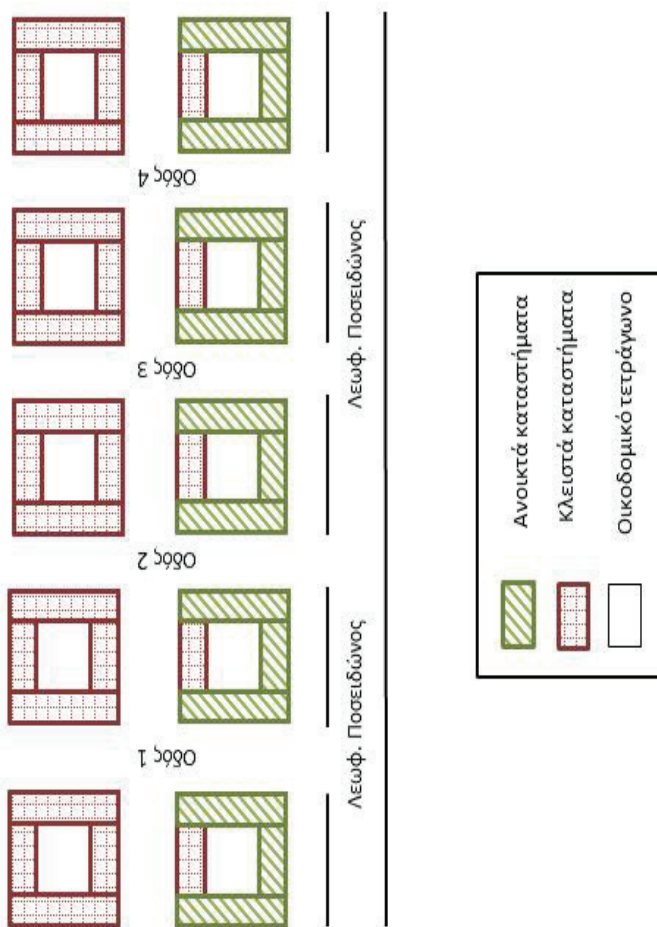 Οδός 4
Οδός 3
Οδός 2
Οδός 1
Λεωφ. Ποσειδώνος
Λεωφ. Ποσειδώνος
Ανοικτά καταστήματα
Κλειστά καταστήματα
Οικοδομικό τετράγωνο